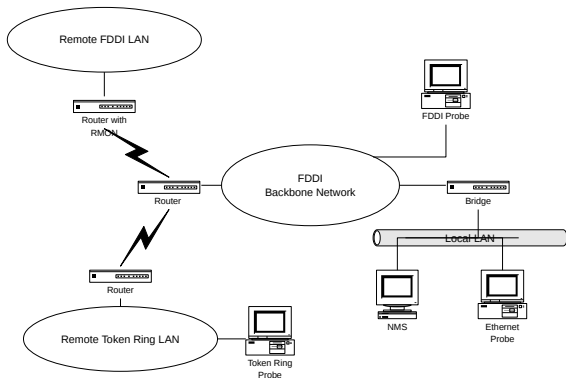 Remote FDDI LAN
Router with
RMON
FDDI Probe
FDDI
Backbone Network
Router
Bridge
Local LAN
Router
NMS
Ethernet
Probe
Remote Token Ring LAN
Token Ring
Probe